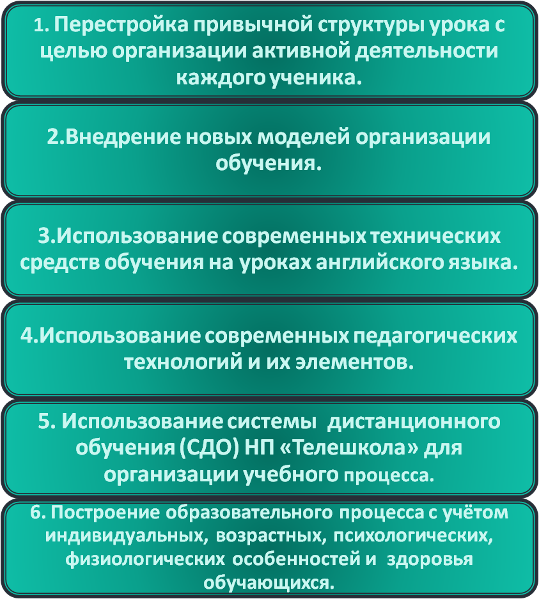 1. Перестройка привычной структуры урока с
целью организации активной деятельности
каждого ученика.
2.Внедрение новых моделей организации
обучения.
3.Использование современных технических
средств обучения на уроках английского языка.
4.Использование современных педагогических
технологий и их элементов.
5. Использование системы дистанционного
обучения (СДО) НП «Телешкола» для
организации учебного процесса.
6. Построение образовательного процесса с учётом
индивидуальных, возрастных, психологических,
физиологических особенностей и здоровья
обучающихся.